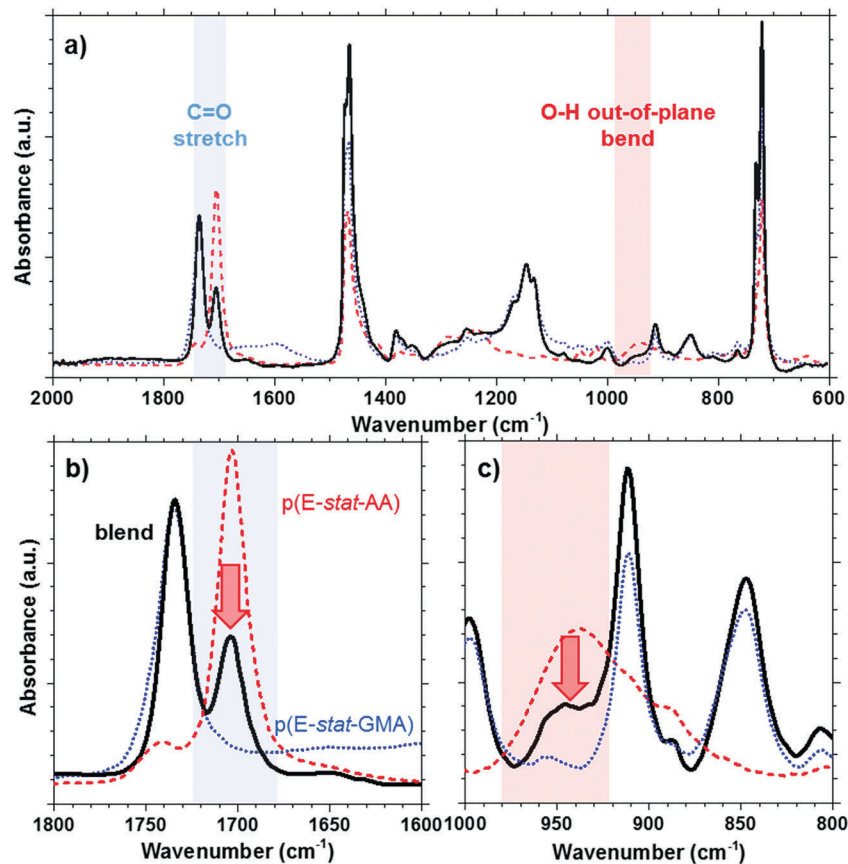 a)
C=O
stretch
O-H out-of-plane
bend
Absorbance (a.u.)
2000 1800 1600 1400 1200 1000 800 600
Wavenumber (cm⁻¹)
b)
blend
p(E-stat-AA)
p(E-stat-GMA)
Absorbance (a.u.)
1800 1750 1700 1650 1600
Wavenumber (cm⁻¹)
c)
1000 950 900 850 800
Wavenumber (cm⁻¹)